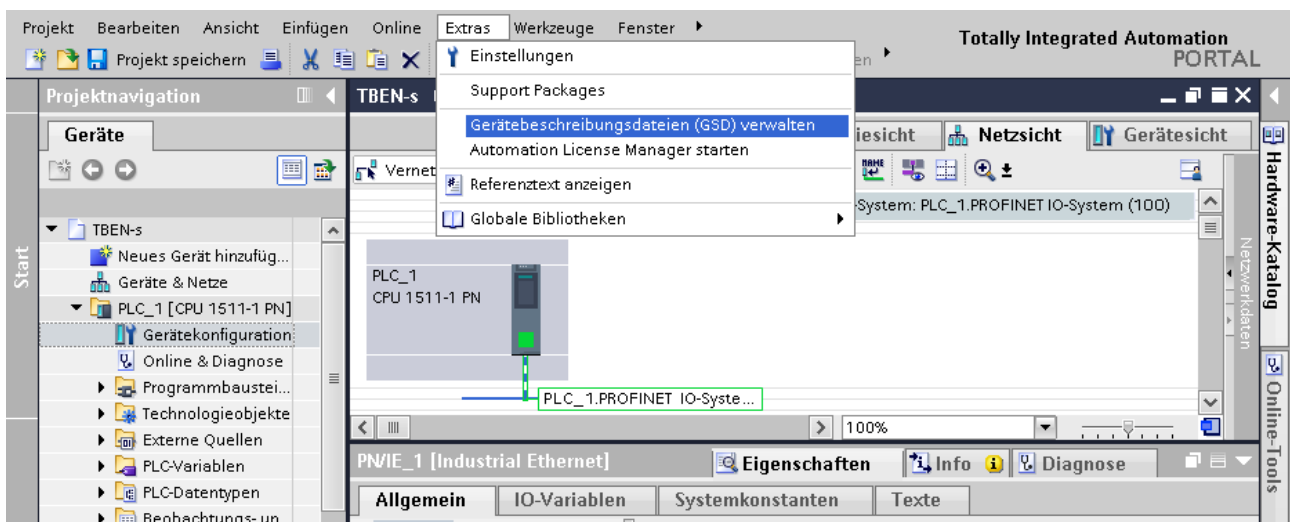 Projekt Bearbeiten Ansicht Einfügen Online Extras Werkzeuge Fenster
Totally Integrated Automation
PORTAL
Projekt speichern
Einstellungen
Support Packages
Gerätebeschreibungsdateien (GSD) verwalten
Automation License Manager starten
Referenztext anzeigen
Globale Bibliotheken
Projektnavigation
TBEN-s
Geräte
iesicht
Netzsicht
Gerätesicht
Vernet
-System: PLC_1.PROFINET IO-System (100)
Start
TBEN-s
Neues Gerät hinzufüg...
Geräte & Netze
PLC_1 [CPU 1511-1 PN]
Gerätekonfiguration
Online & Diagnose
Programmbaustei...
Technologieobjekte
Externe Quellen
PLC-Variablen
PLC-Datentypen
Beobachtungs- un
PLC_1
CPU 1511-1 PN
PLC_1.PROFINET IO-Syste...
100%
PN/IE_1 [Industrial Ethernet]
Eigenschaften
Info
Diagnose
Allgemein
IO-Variablen
Systemkonstanten
Texte
Netzwerkdaten
Hardware-Katalog
Online-Tools